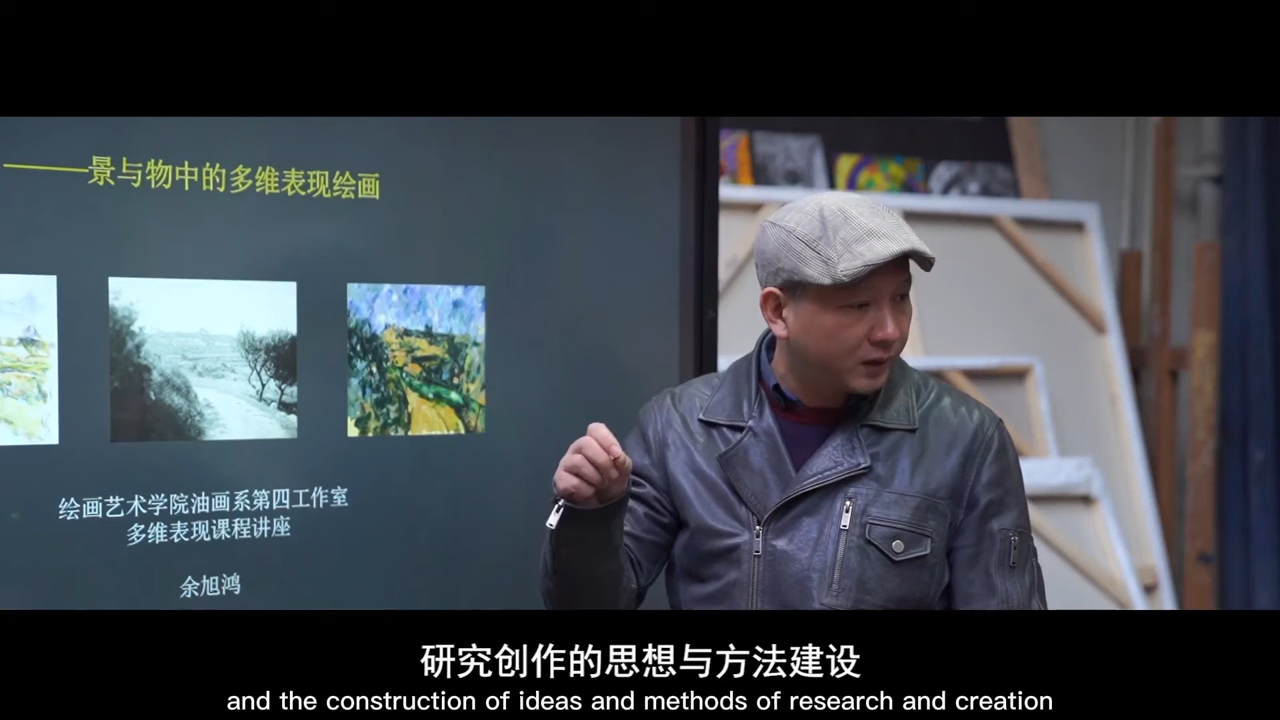 ——景与物中的多维表现绘画
绘画艺术学院油画系第四工作室
多维表现课程讲座
余旭鸿
研究创作的思想与方法建设
and the construction of ideas and methods of research and creation